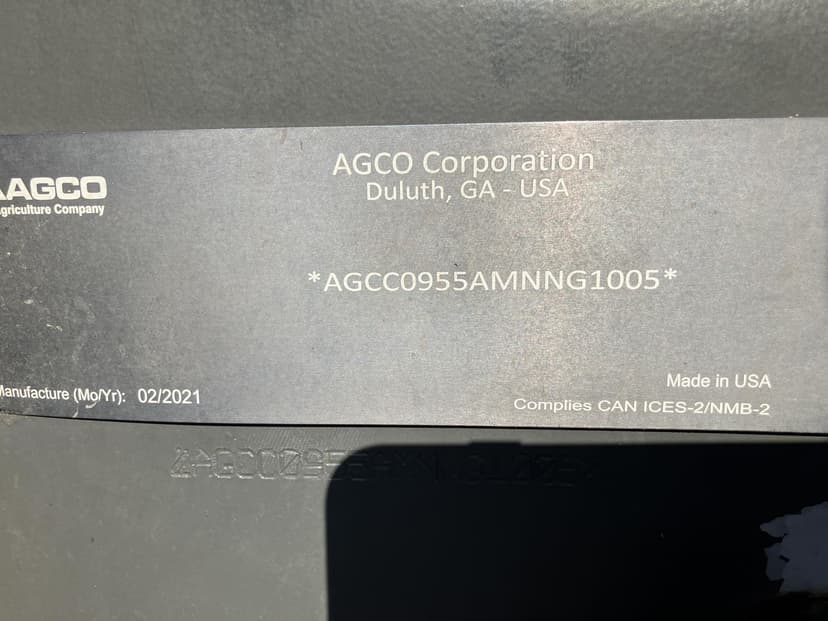 AGCO
Agriculture Company
AGCO Corporation
Duluth, GA - USA
*AGCC0955AMNNG1005*
Manufacture (Mo/Yr): 02/2021
Made in USA
Complies CAN ICES-2/NMB-2